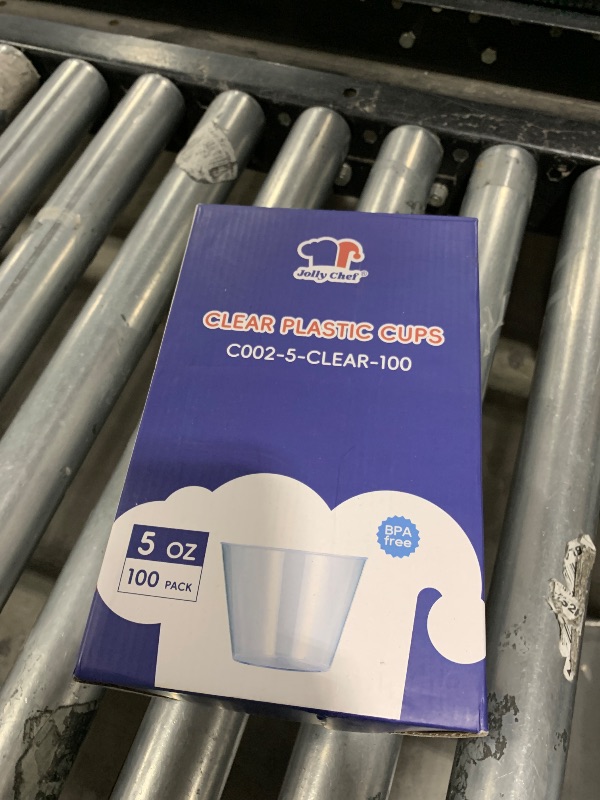 Jolly Chef®
CLEAR PLASTIC CUPS
C002-5-CLEAR-100
BPA
free
5 OZ
100 PACK